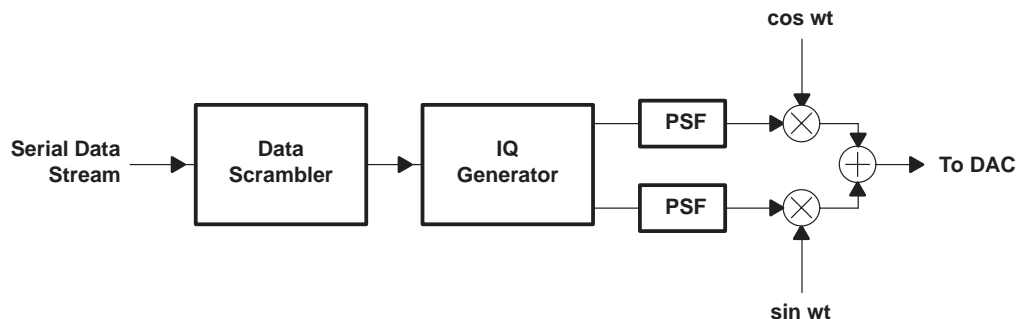 cos wt
PSF
Serial Data
Stream
Data
Scrambler
IQ
Generator
To DAC
PSF
sin wt